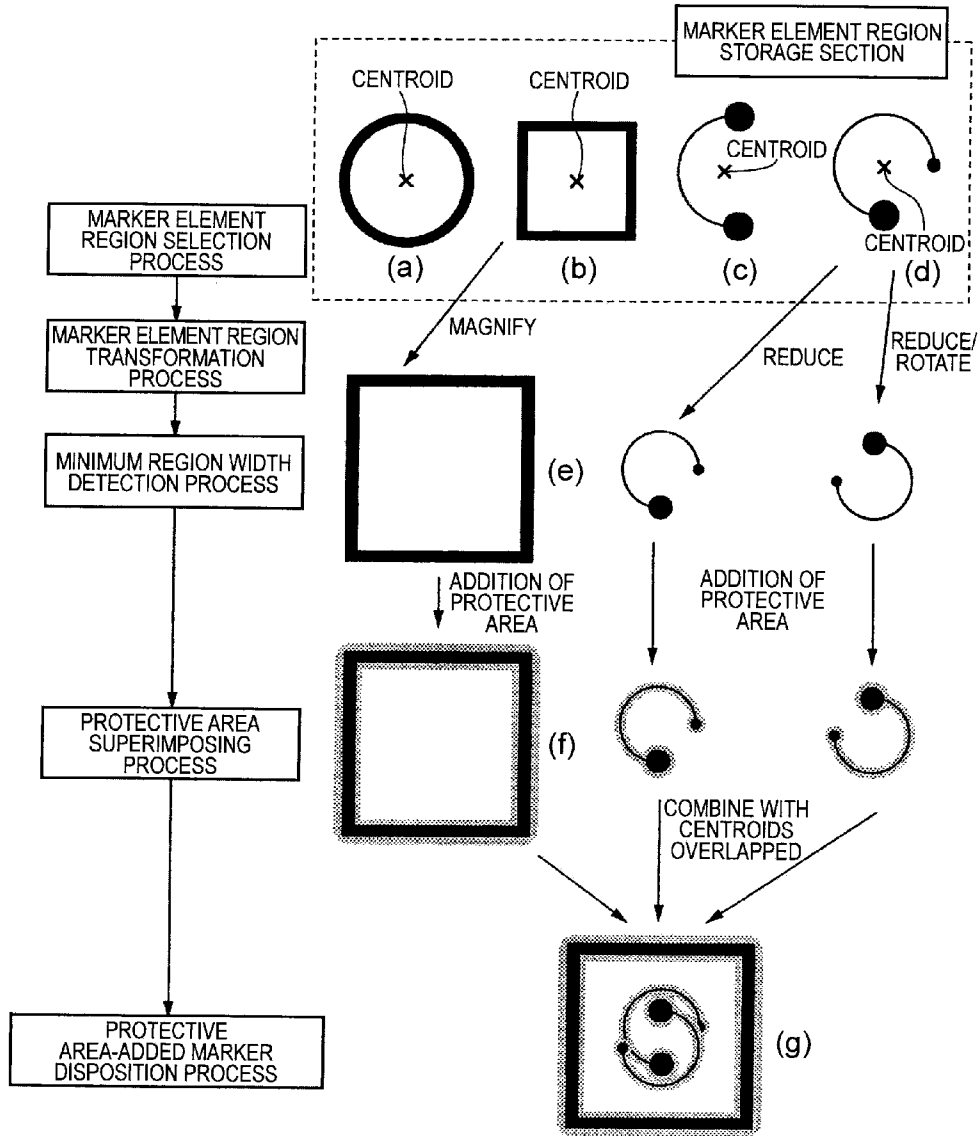 MARKER ELEMENT REGION
STORAGE SECTION
CENTROID
CENTROID
CENTROID
CENTROID
(a)
(b)
(c)
(d)
MARKER ELEMENT
REGION SELECTION
PROCESS
MAGNIFY
REDUCE
REDUCE/
ROTATE
MARKER ELEMENT REGION
TRANSFORMATION
PROCESS
MINIMUM REGION WIDTH
DETECTION PROCESS
(e)
ADDITION OF
PROTECTIVE
AREA
ADDITION OF
PROTECTIVE
AREA
PROTECTIVE AREA
SUPERIMPOSING
PROCESS
(f)
COMBINE WITH
CENTROIDS
OVERLAPPED
PROTECTIVE
AREA-ADDED MARKER
DISPOSITION PROCESS
(g)